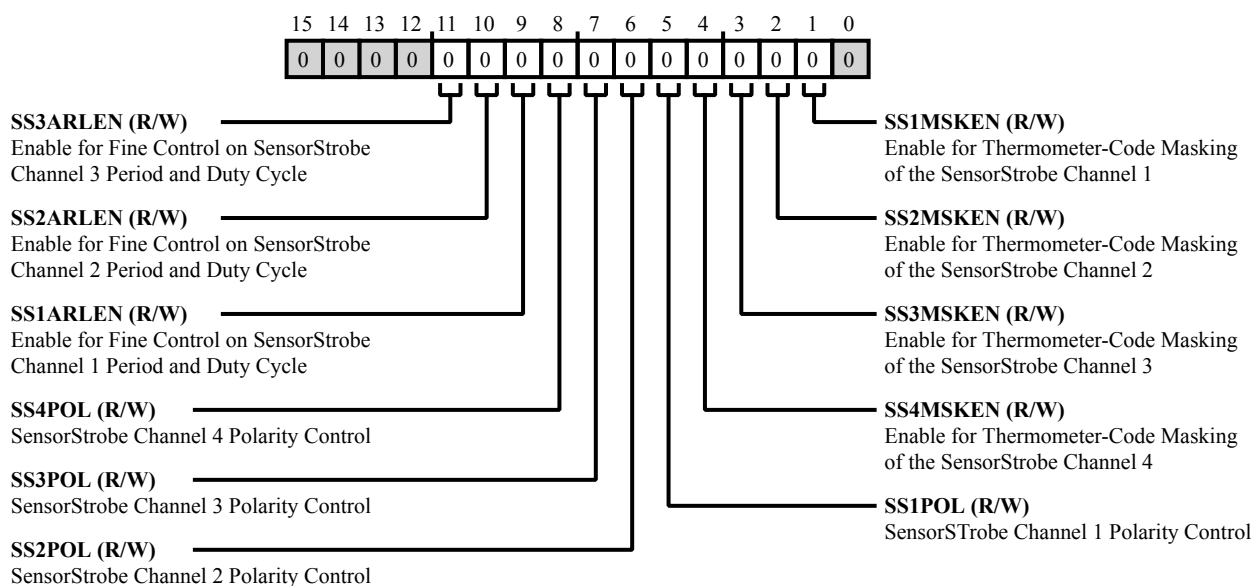 15 14 13 12 11 10 9 8 7 6 5 4 3 2 1 0
0 0 0 0 0 0 0 0 0 0 0 0 0 0 0 0
SS3ARLEN (R/W)
Enable for Fine Control on SensorStrobe
Channel 3 Period and Duty Cycle
SS2ARLEN (R/W)
Enable for Fine Control on SensorStrobe
Channel 2 Period and Duty Cycle
SS1ARLEN (R/W)
Enable for Fine Control on SensorStrobe
Channel 1 Period and Duty Cycle
SS4POL (R/W)
SensorStrobe Channel 4 Polarity Control
SS3POL (R/W)
SensorStrobe Channel 3 Polarity Control
SS2POL (R/W)
SensorStrobe Channel 2 Polarity Control
SS1MSKEN (R/W)
Enable for Thermometer-Code Masking
of the SensorStrobe Channel 1
SS2MSKEN (R/W)
Enable for Thermometer-Code Masking
of the SensorStrobe Channel 2
SS3MSKEN (R/W)
Enable for Thermometer-Code Masking
of the SensorStrobe Channel 3
SS4MSKEN (R/W)
Enable for Thermometer-Code Masking
of the SensorStrobe Channel 4
SS1POL (R/W)
SensorSTrobe Channel 1 Polarity Control